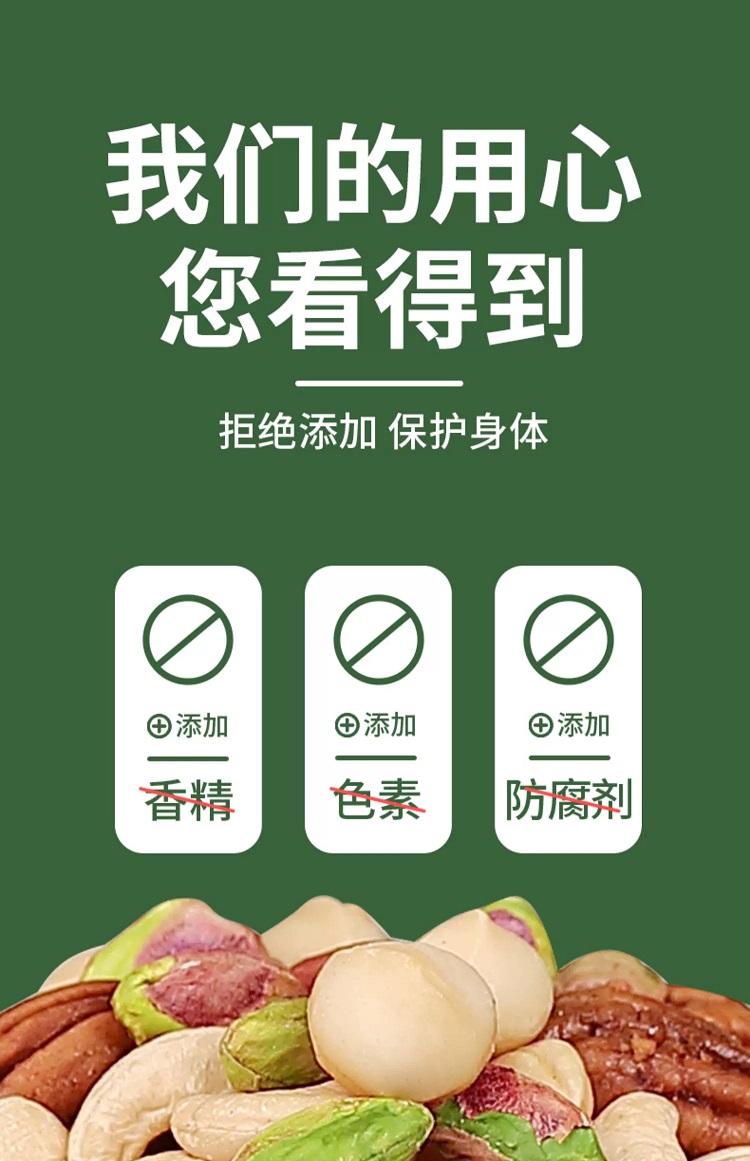 我们的用心
您看得到
拒绝添加 保护身体
添加 添加 添加
香精 色素 防腐剂